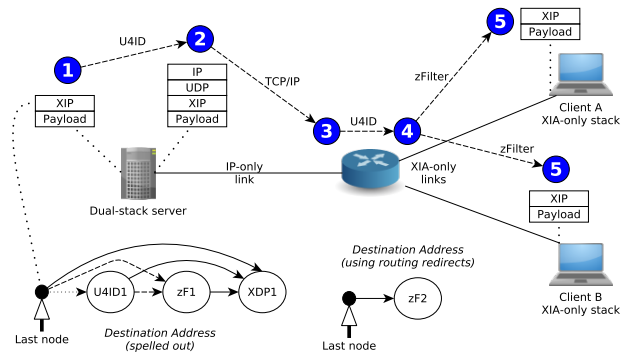 5
XIP
Payload
U4ID
2
1
IP
UDP
XIP
Payload
TCP/IP
zFilter
XIP
Payload
Client A
XIA-only stack
3
U4ID
4
zFilter
5
IP-only
link
XIA-only
links
XIP
Payload
Dual-stack server
Client B
XIA-only stack
Destination Address
(using routing redirects)
U4ID1
zF1
XDP1
zF2
Last node
Destination Address
(spelled out)
Last node